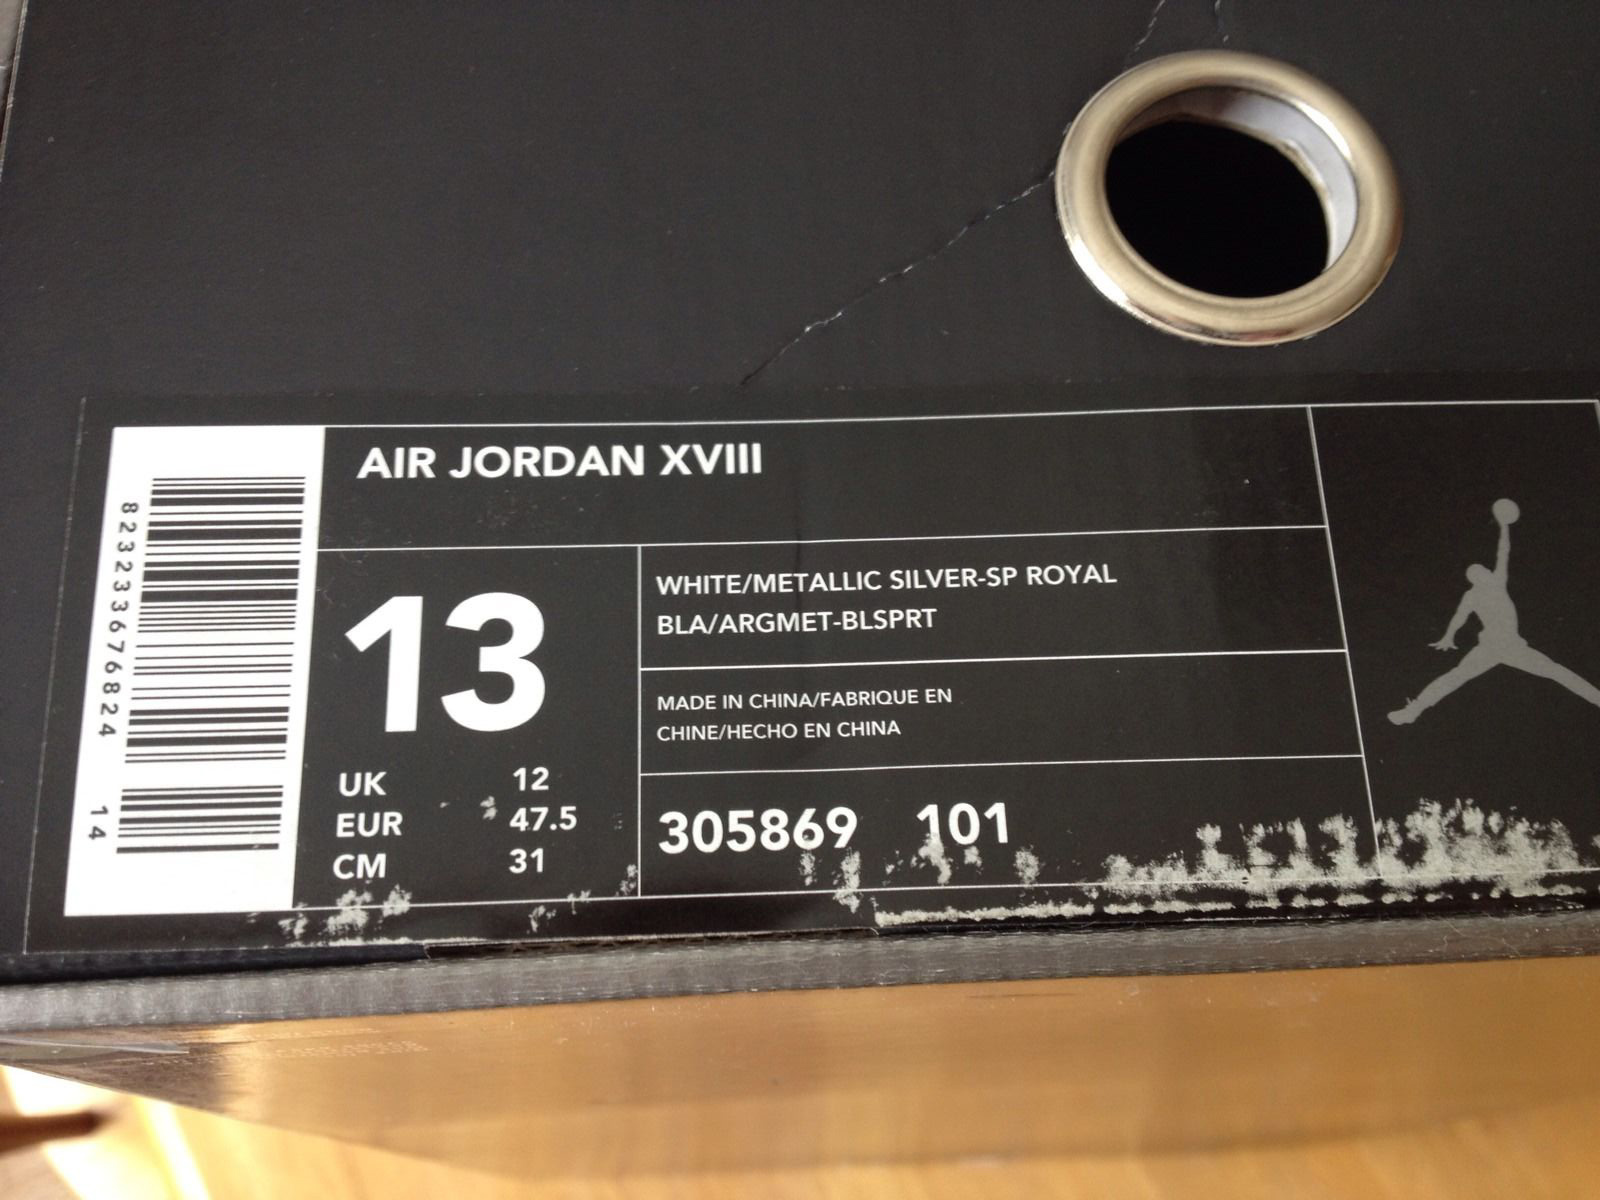 AIR JORDAN XVIII
823233676824 14
13
UK 12
EUR 47.5
CM 31
WHITE/METALLIC SILVER-SP ROYAL
BLA/ARGMET-BLSPRT
MADE IN CHINA/FABRIQUE EN
CHINE/HECHO EN CHINA
305869 101